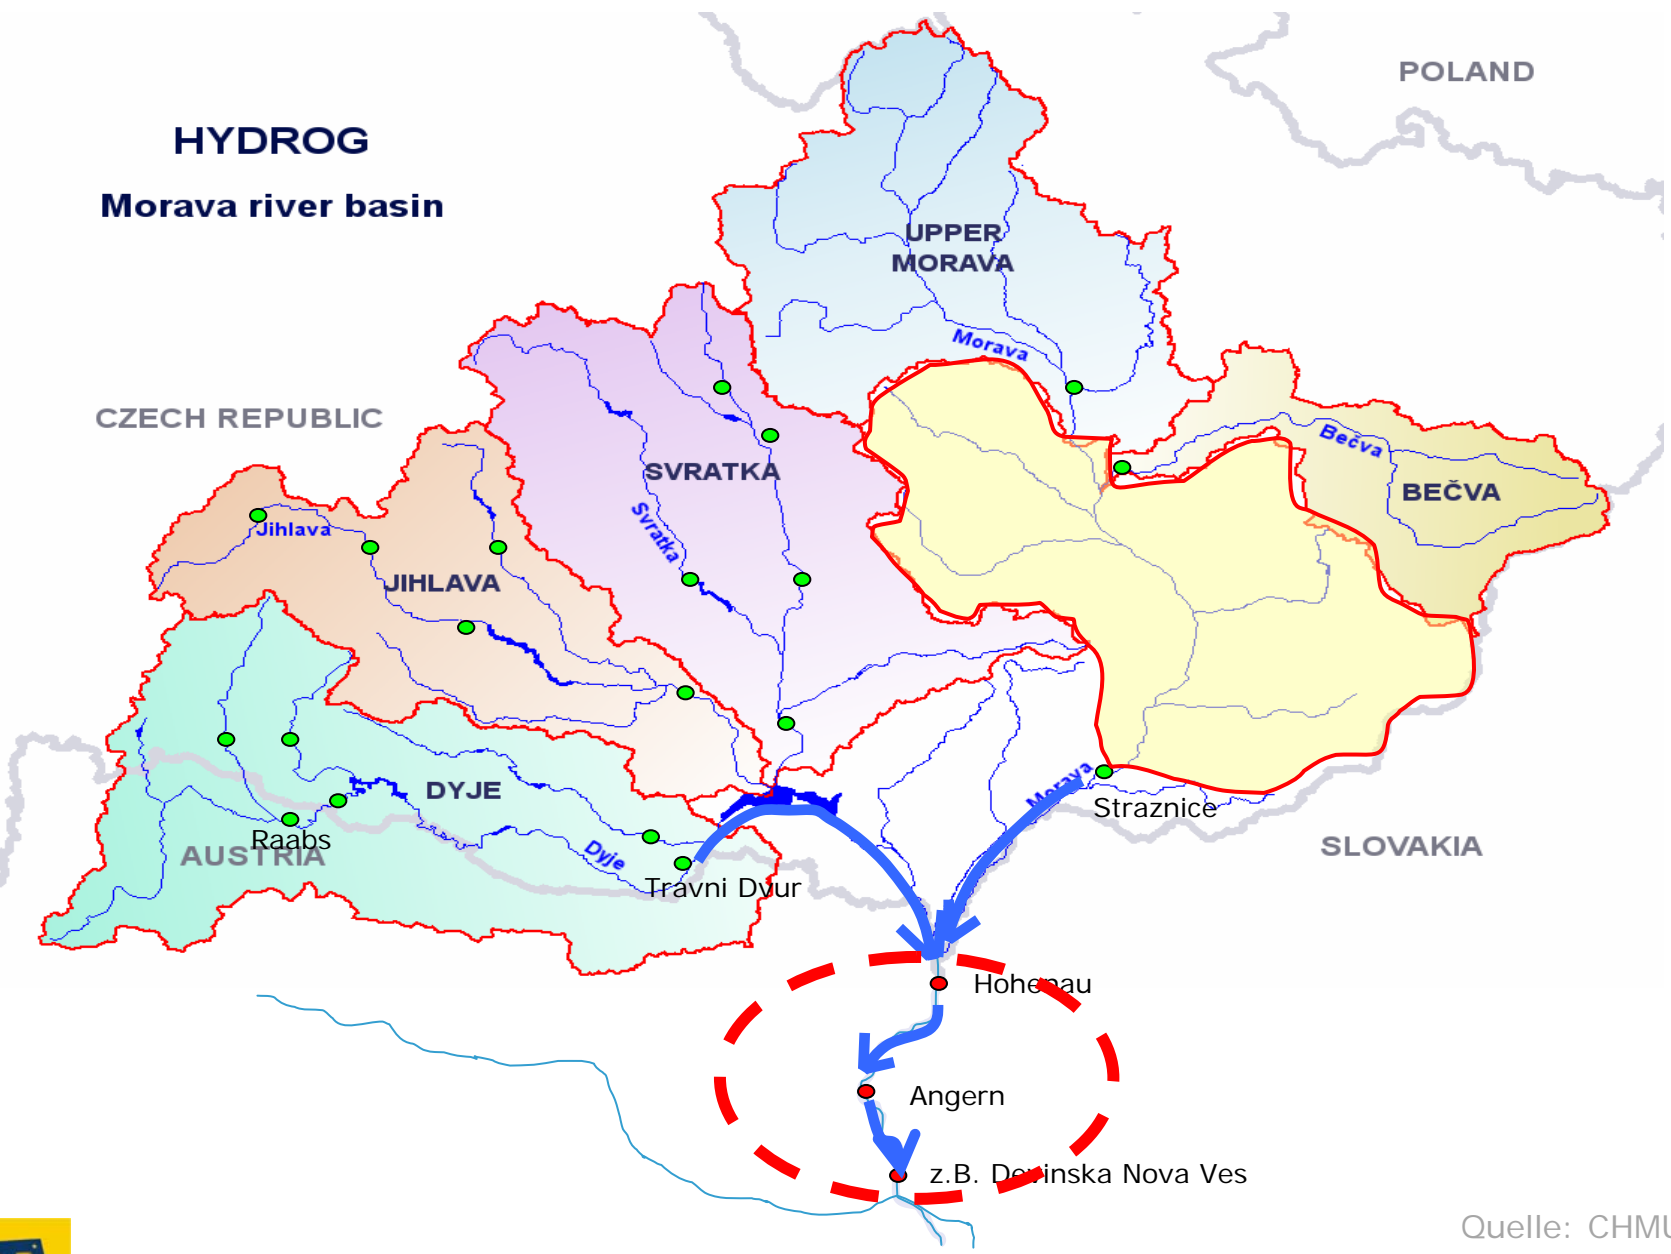 POLAND
HYDROG
Morava river basin
UPPER
MORAVA
Morava
CZECH REPUBLIC
Bečva
SVRATKA
BEČVA
Svratka
Jihlava
JIHLAVA
DYJE
Morava
Straznice
Raabs
AUSTRIA
Dyje
SLOVAKIA
Travni Dvur
Hohenau
Angern
z.B. Devinska Nova Ves
Quelle: CHMU